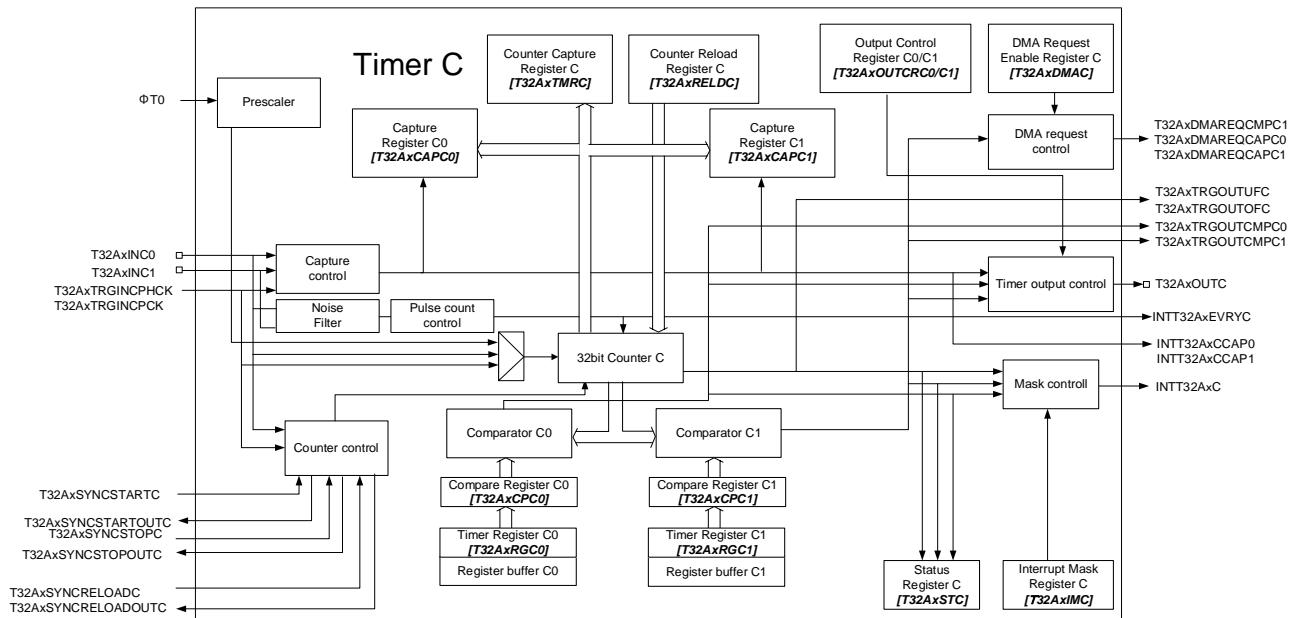 Timer C
Counter Capture
Register C
[T32AxTMRC]
Counter Reload
Register C
[T32AxRELDC]
Output Control
Register C0/C1
[T32AxOUTCRC0/C1]
DMA Request
Enable Register C
[T32AxDMAC]
ΦT0
Prescaler
Capture
Register C0
[T32AxCAPC0]
Capture
Register C1
[T32AxCAPC1]
DMA request
control
T32AxDMAREQCMPC1
T32AxDMAREQCAPC0
T32AxDMAREQCAPC1
T32AxTRGOUTUFC
T32AxTRGOUTOFC
T32AxTRGOUTCMPC0
T32AxTRGOUTCMPC1
T32AxINC0
T32AxINC1
T32AxTRGINCPHCK
T32AxTRGINCPCK
Capture
control
Noise
Filter
Pulse count
control
Timer output control
T32AxOUTC
INTT32AxEVRYC
32bit Counter C
INTT32AxCCAP0
INTT32AxCCAP1
Mask controll
INTT32AxC
Counter control
Comparator C0
Comparator C1
T32AxSYNCSTARTC
T32AxSYNCSTARTOUTC
T32AxSYNCSTOPC
T32AxSYNCSTOPOUTC
T32AxSYNCRELOADC
T32AxSYNCRELOADOUTC
Compare Register C0
[T32AxCPC0]
Compare Register C1
[T32AxCPC1]
Timer Register C0
[T32AxRGC0]
Register buffer C0
Timer Register C1
[T32AxRGC1]
Register buffer C1
Status
Register C
[T32AxSTC]
Interrupt Mask
Register C
[T32AxIMC]